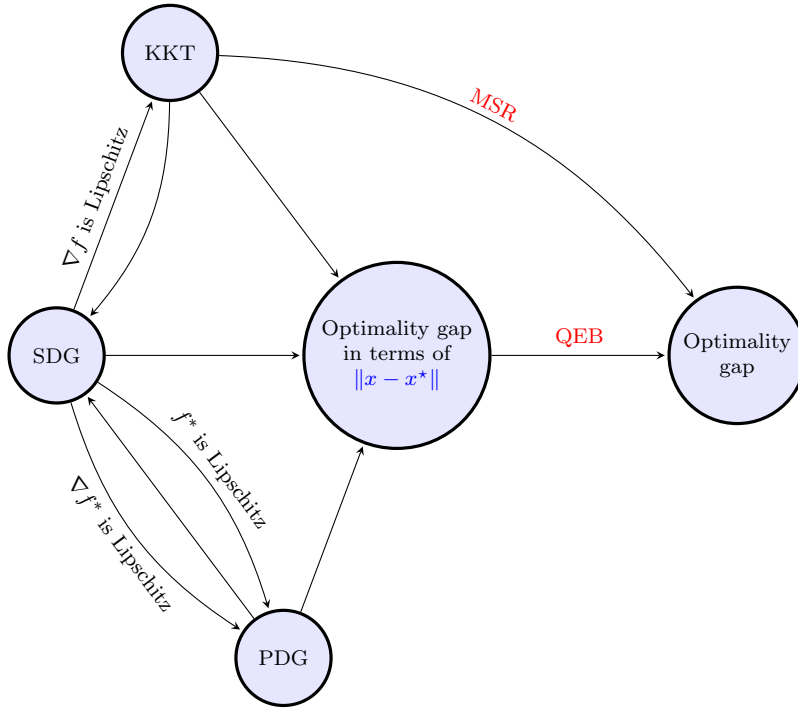 KKT
MSR
∇f is Lipschitz
SDG
Optimality gap
in terms of
‖x − x⋆‖
QEB
Optimality
gap
f* is Lipschitz
∇f* is Lipschitz
PDG